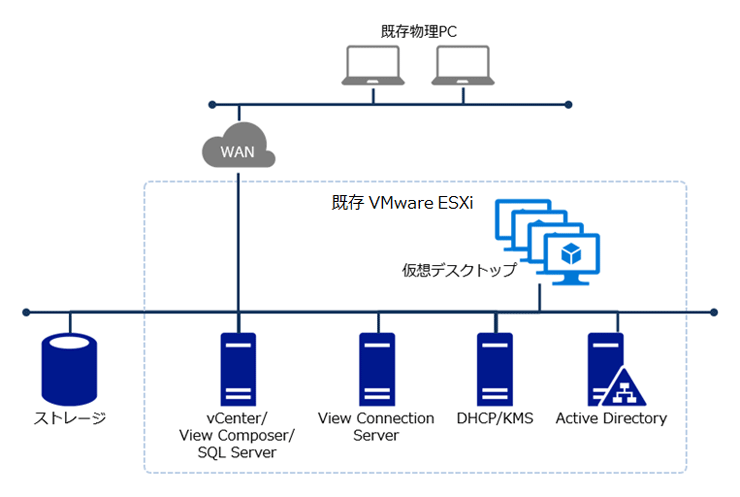 既存物理PC
WAN
既存 VMware ESXi
仮想デスクトップ
ストレージ
vCenter/
View Composer/
SQL Server
View Connection
Server
DHCP/KMS
Active Directory